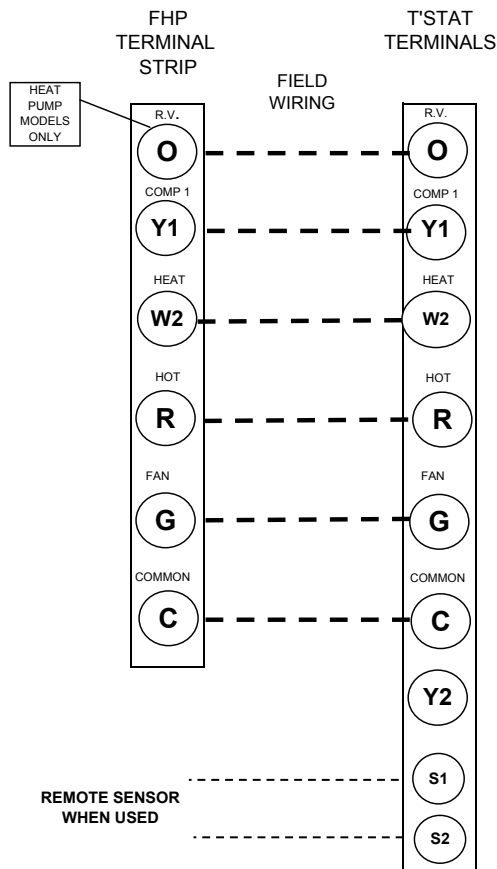 FHP
TERMINAL
STRIP
T'STAT
TERMINALS
FIELD
WIRING
HEAT
PUMP
MODELS
ONLY
R.V.
O
COMP 1
Y1
HEAT
W2
HOT
R
FAN
G
COMMON
C
R.V.
O
COMP 1
Y1
HEAT
W2
HOT
R
FAN
G
COMMON
C
Y2
S1
S2
REMOTE SENSOR
WHEN USED